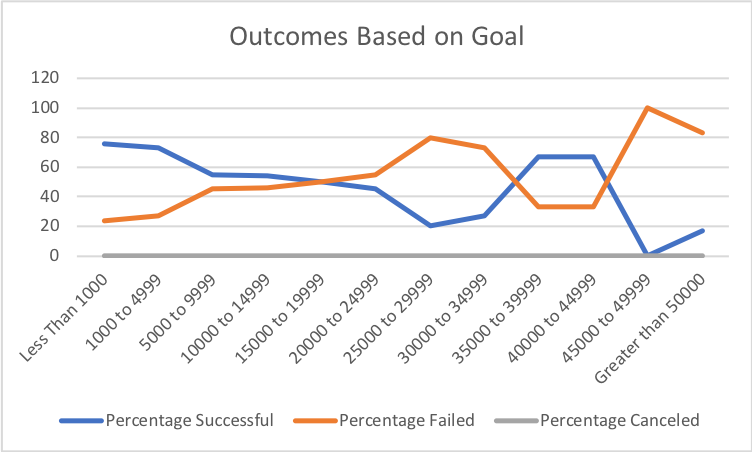 Outcomes Based on Goal
120
100
80
60
40
20
0
Less Than 1000
1000 to 4999
5000 to 9999
10000 to 14999
15000 to 19999
20000 to 24999
25000 to 29999
30000 to 34999
35000 to 39999
40000 to 44999
45000 to 49999
Greater than 50000
Percentage Successful
Percentage Failed
Percentage Canceled